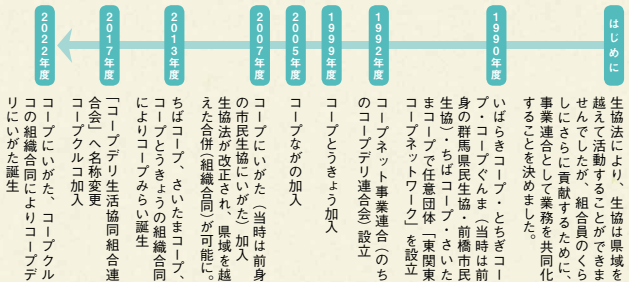 はじめに
生協法により、生協は県域を
越えて活動することができま
せんでしたが、組合員のくら
しにさらに貢献するために、
事業連合として業務を共同化
することを決めました。
1990年度
いばらきコープ・とちぎコー
プ・コープぐんま（当時は前
身の群馬県民生協・前橋市民
生協）・ちばコープ・さいた
まコープで任意団体「東関東
コープネットワーク」を設立
1992年度
コープネット事業連合（のち
のコープデリ連合会）設立
1999年度
コープとうきょう加入
2005年度
コープながの加入
2007年度
コープにいがた（当時は前身
の市民生協にいがた）加入
生協法が改正され、県域を越
えた合併（組織合同）が可能に。
2013年度
ちばコープ、さいたまコープ、
コープとうきょうの組織合同
によりコープみらい誕生
2017年度
「コープデリ生活協同組合連
合会」へ名称変更
コープクルコ加入
2022年度
コープにいがた、コープクル
コの組織合同によりコープデ
リにいがた誕生